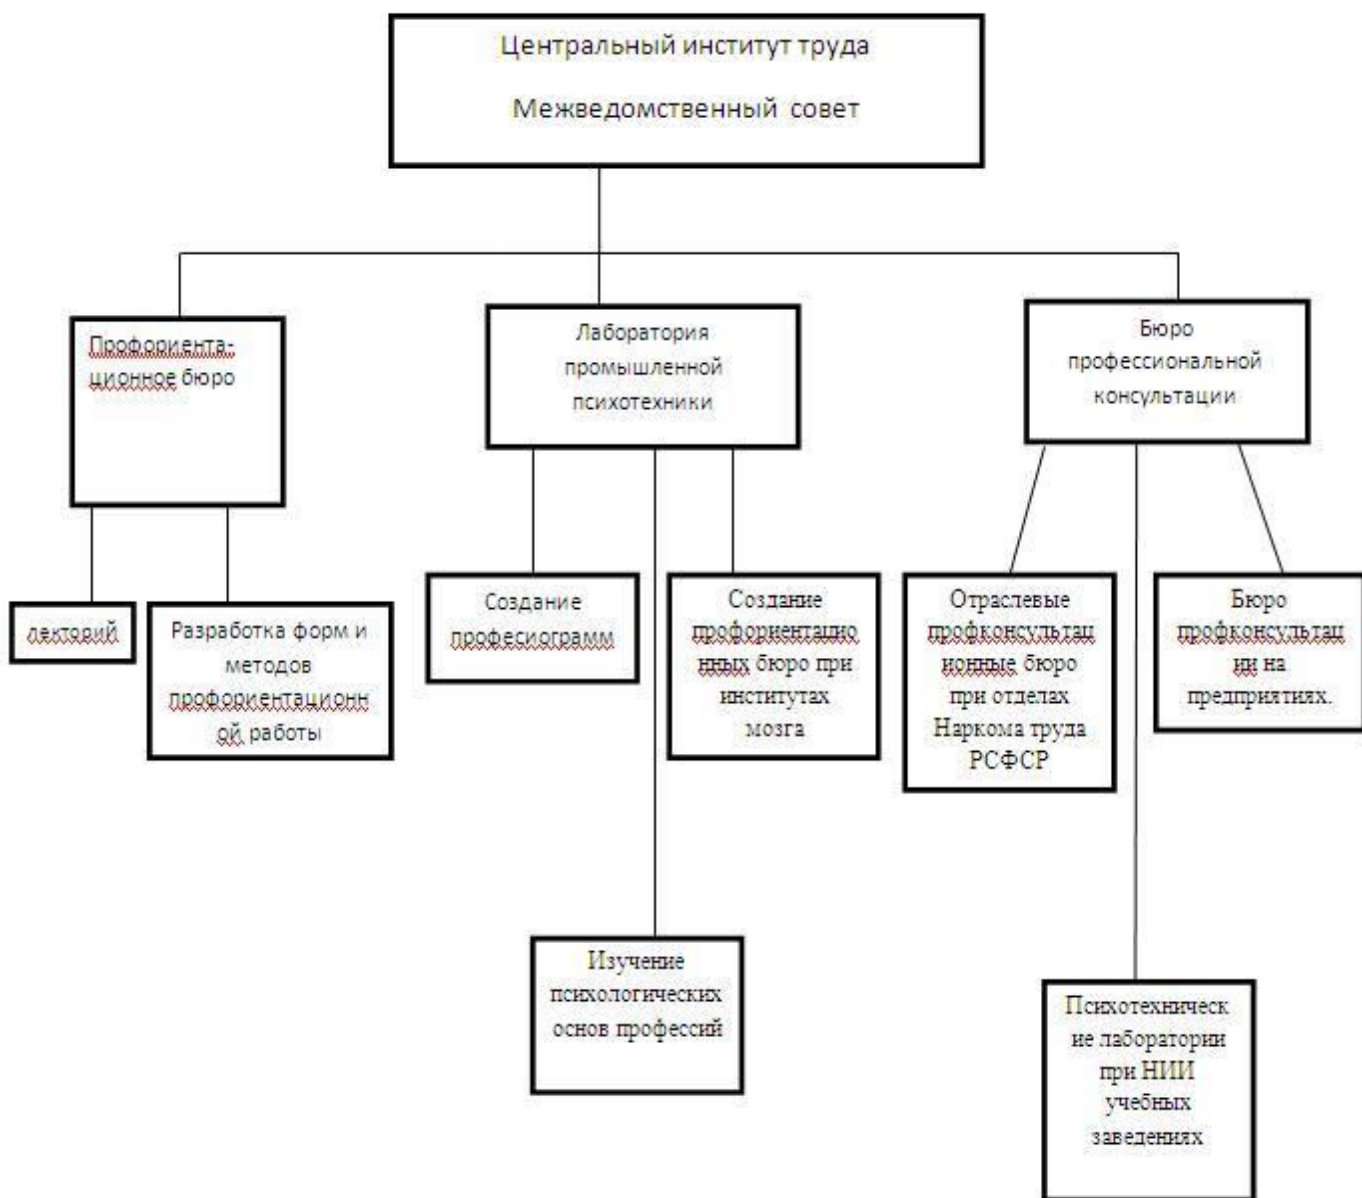 Центральный институт труда
Межведомственный совет
Профориента-
ционное бюро
Лаборатория
промышленной
психотехники
Бюро
профессиональной
консультации
лекторий
Разработка форм и
методов
профориентационн
ой работы
Создание
професиограмм
Создание
профориентацио
нных бюро при
институтах
мозга
Отраслевые
профконсультац
ионные бюро
при отделах
Наркома труда
РСФСР
Бюро
профконсультац
ии на
предприятиях.
Изучение
психологических
основ профессий
Психотехническ
ие лаборатории
при НИИ
учебных
заведениях